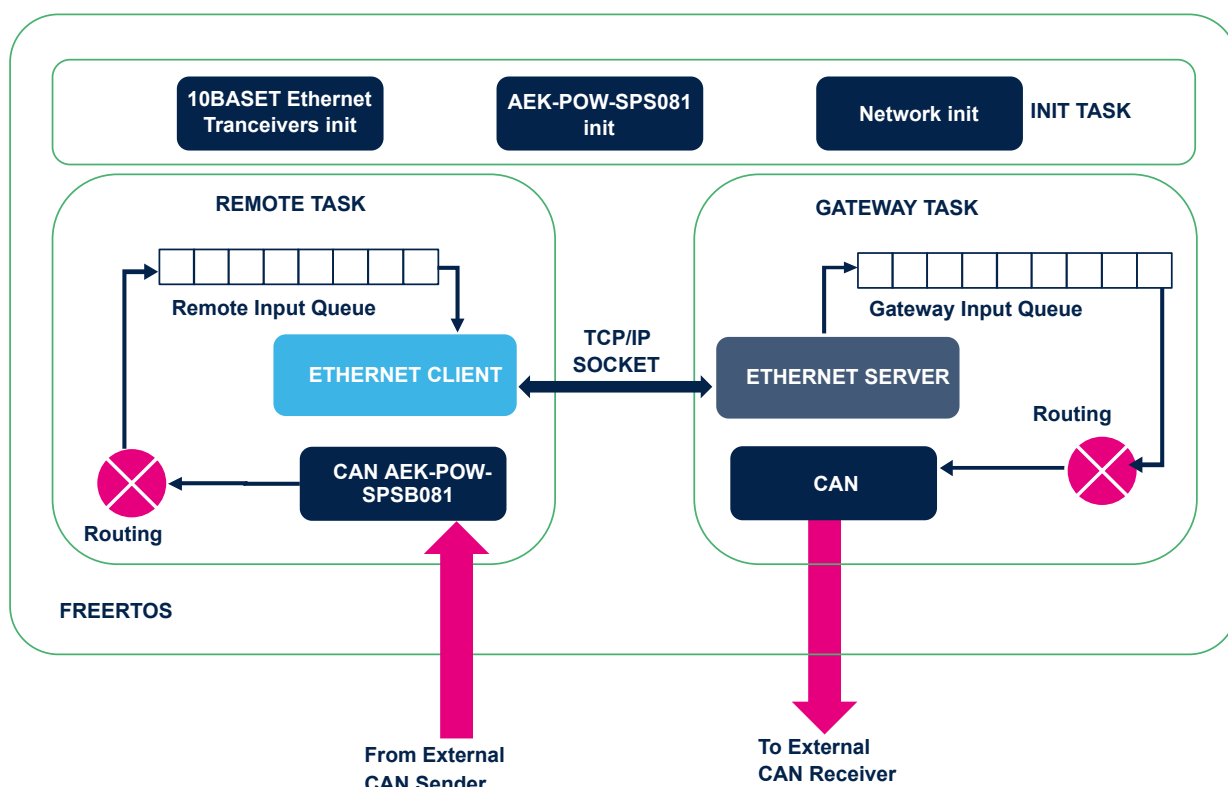 10BASET Ethernet
Tranceivers init
AEK-POW-SPS081
init
Network init
INIT TASK
REMOTE TASK
Remote Input Queue
ETHERNET CLIENT
CAN AEK-POW-
SPSB081
Routing
TCP/IP
SOCKET
GATEWAY TASK
Gateway Input Queue
ETHERNET SERVER
Routing
CAN
FREERTOS
From External
CAN Sender
To External
CAN Receiver